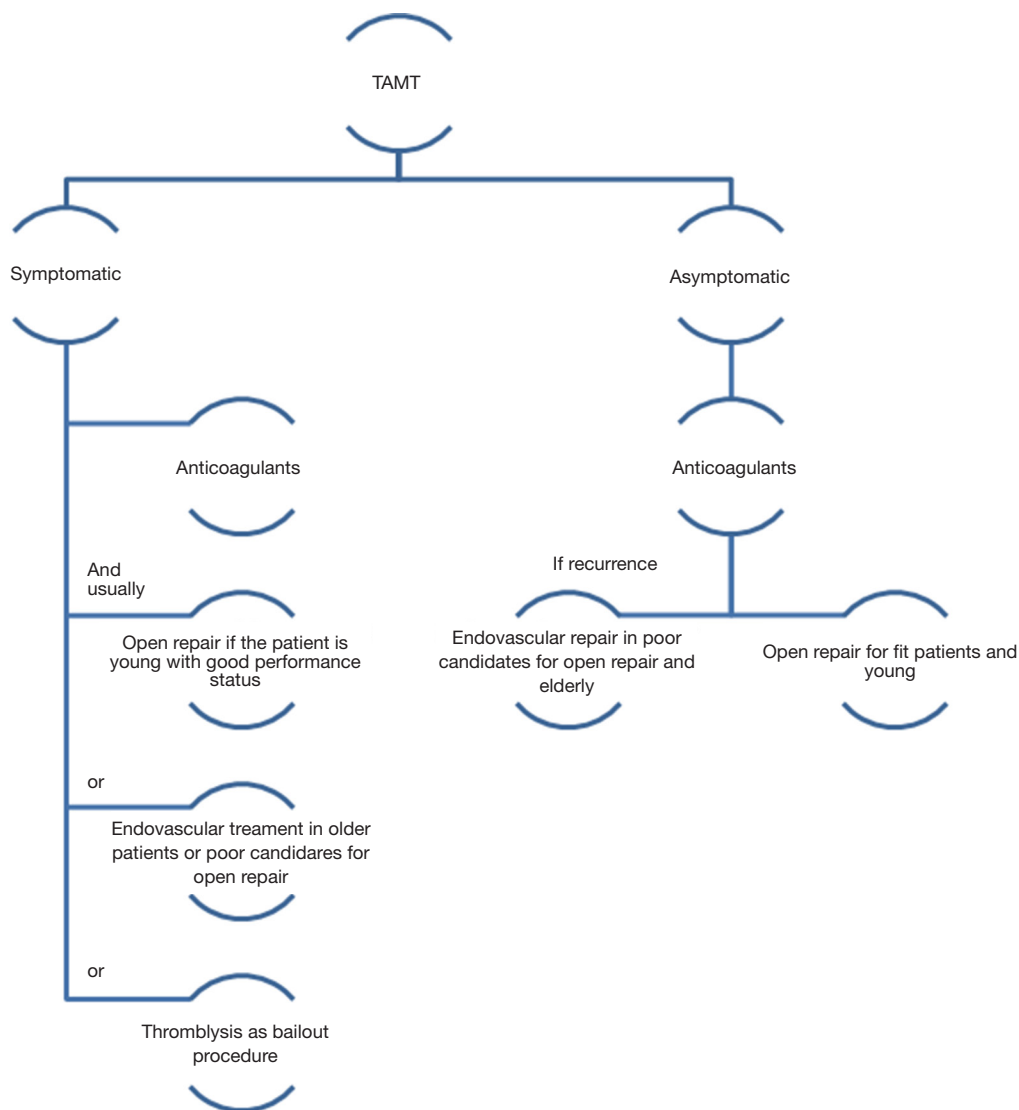 TAMT
Symptomatic
Asymptomatic
Anticoagulants
Anticoagulants
And
usually
If recurrence
Open repair if the patient is
young with good performance
status
Endovascular repair in poor
candidates for open repair and
elderly
Open repair for fit patients and
young
or
Endovascular treament in older
patients or poor candidares for
open repair
or
Thromblysis as bailout
procedure